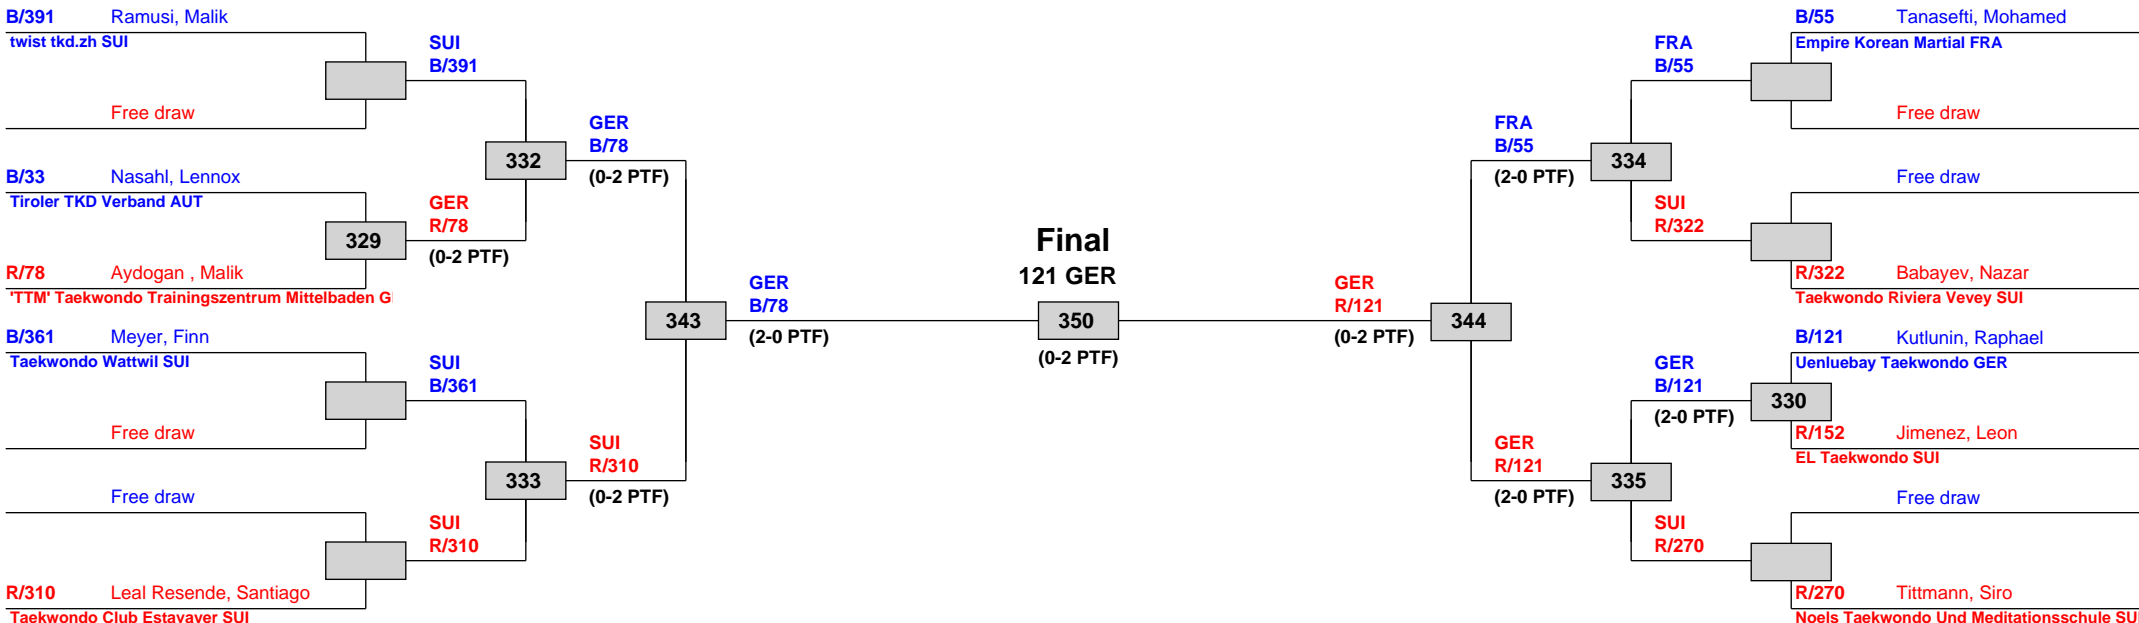 B/391 Ramusi, Malik
twist tkd.zh SUI
Free draw
SUI
B/391
B/33 Nasahl, Lennox
Tiroler TKD Verband AUT
329
R/78 Aydogan , Malik
'TTM' Taekwondo Trainingszentrum Mittelbaden G
GER
R/78
(0-2 PTF)
332
GER
B/78
(0-2 PTF)
B/361 Meyer, Finn
Taekwondo Wattwil SUI
Free draw
SUI
B/361
Free draw
R/310 Leal Resende, Santiago
Taekwondo Club Estavaver SUI
SUI
R/310
333
SUI
R/310
(0-2 PTF)
343
GER
B/78
(2-0 PTF)
Final
121 GER
350
(0-2 PTF)
GER
R/121
(0-2 PTF)
344
FRA
B/55
(2-0 PTF)
334
FRA
B/55
B/55 Tanasefti, Mohamed
Empire Korean Martial FRA
Free draw
Free draw
SUI
R/322
R/322 Babayev, Nazar
Taekwondo Riviera Vevey SUI
GER
R/121
(2-0 PTF)
335
GER
B/121
(2-0 PTF)
330
B/121 Kutlunin, Raphael
Uenluebay Taekwondo GER
R/152 Jimenez, Leon
EL Taekwondo SUI
Free draw
SUI
R/270
R/270 Tittmann, Siro
Noels Taekwondo Und Meditationsschule SUI